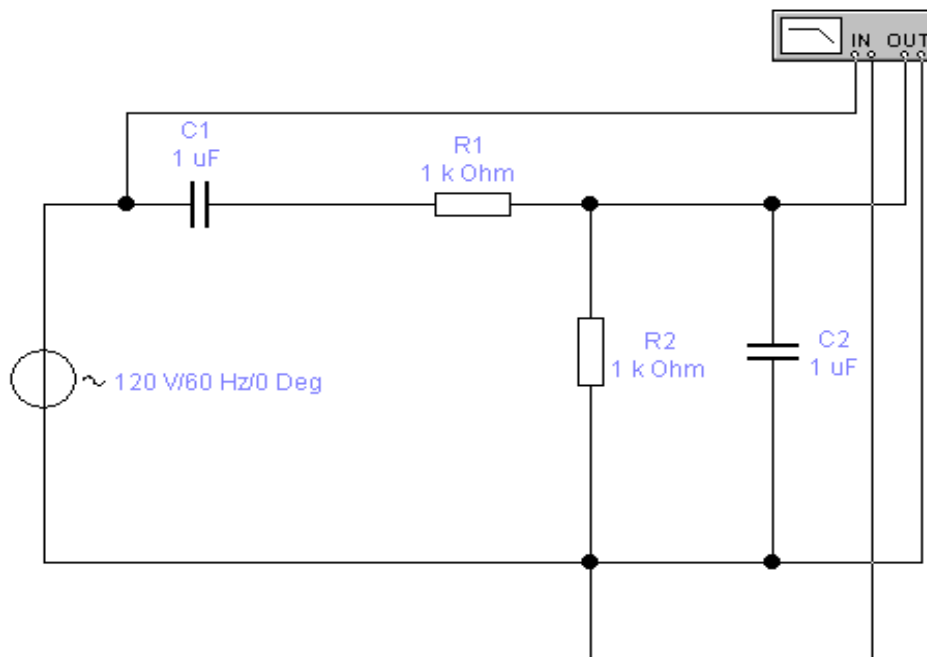 IN OUT
C1
1 uF
R1
1 k Ohm
R2
1 k Ohm
C2
1 uF
120 V/60 Hz/0 Deg